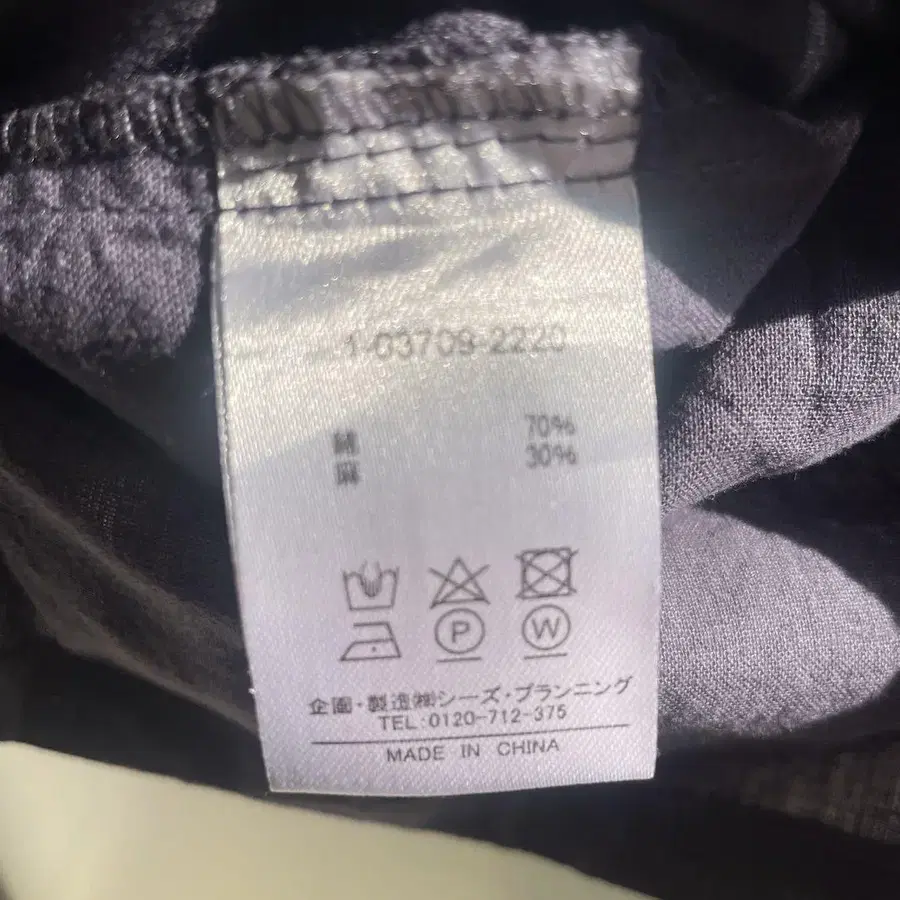 1-03709-2220
綿 70%
麻 30%
P W
企画・製造㈱シーズ・プランニング
TEL:0120-712-375
MADE IN CHINA